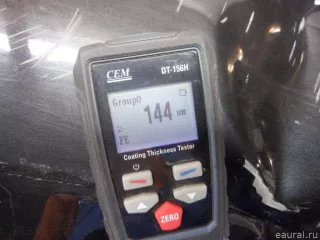 CEM
DT-156H
Group0
144 um
FE
Coating Thickness Tester
ZERO
eaural.ru